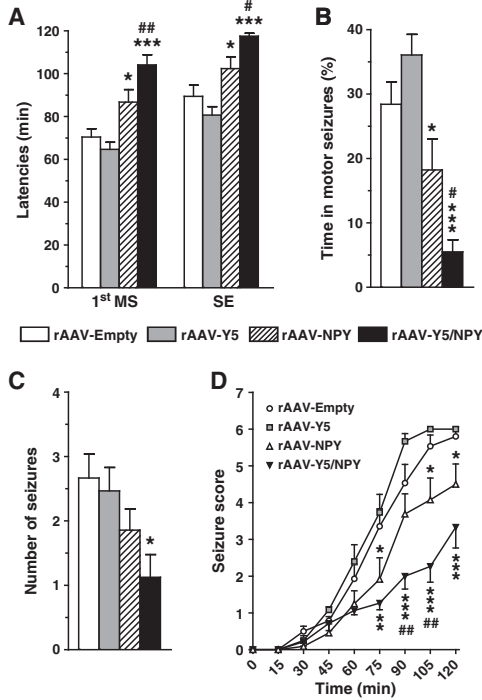 A
B
Latencies (min)
120
100
80
60
40
20
0
*
##
***
*
#
***
1st MS
SE
Time in motor seizures (%)
40
30
20
10
0
*
#
***
rAAV-Empty
rAAV-Y5
rAAV-NPY
rAAV-Y5/NPY
C
D
Number of seizures
4
3
2
1
0
*
Seizure score
7
6
5
4
3
2
1
0
rAAV-Empty
rAAV-Y5
rAAV-NPY
rAAV-Y5/NPY
*
*
*
**
***
##
***
##
***
0 15 30 45 60 75 90 105 120
Time (min)